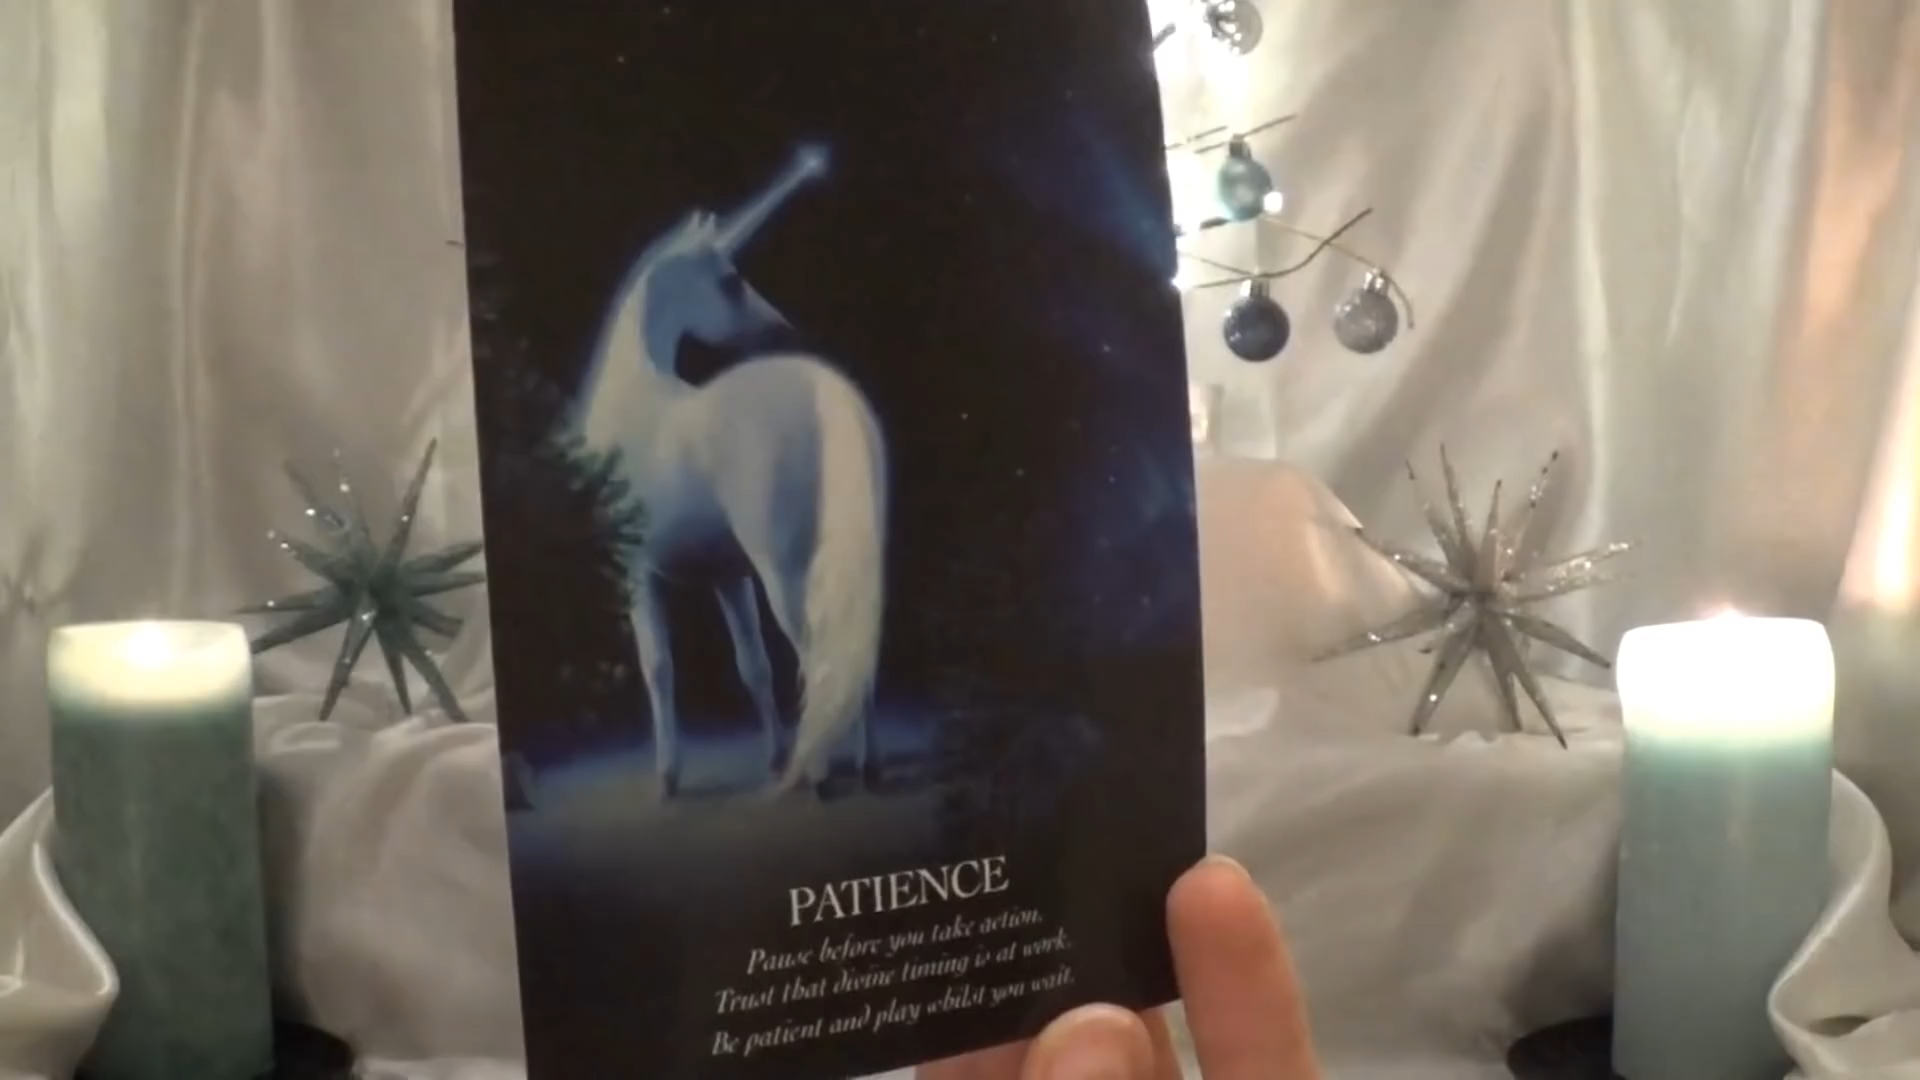 PATIENCE
Pause before you take action.
Trust that divine timing is at work.
Be patient and play whilst you wait.